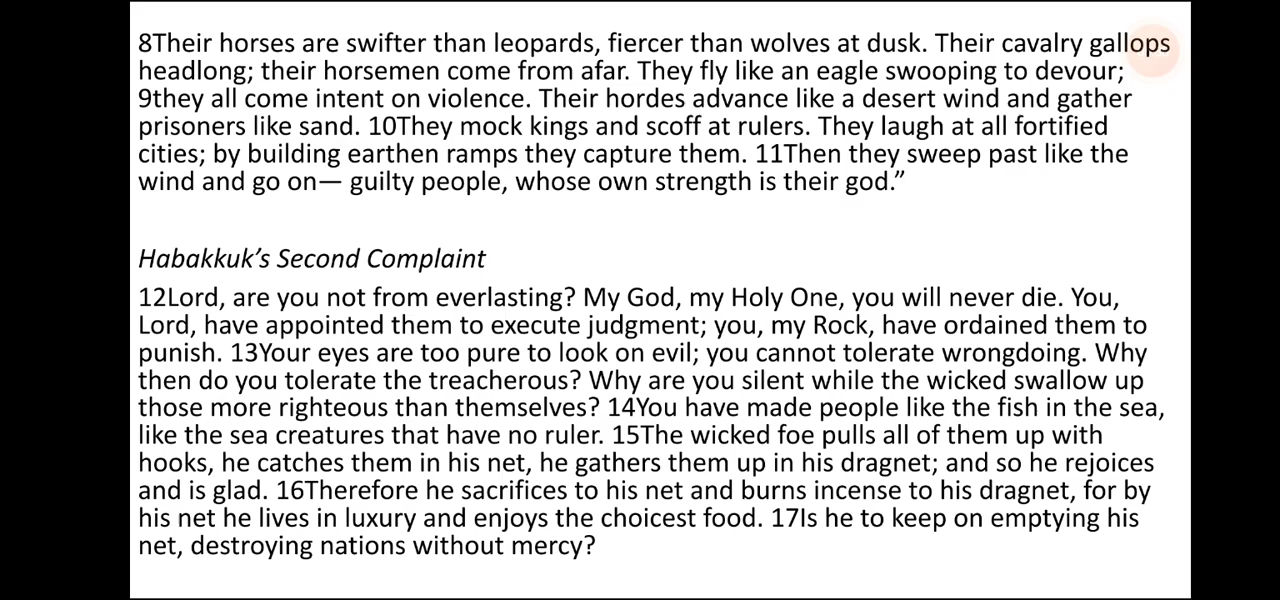 8Their horses are swifter than leopards, fiercer than wolves at dusk. Their cavalry gallops
headlong; their horsemen come from afar. They fly like an eagle swooping to devour;
9they all come intent on violence. Their hordes advance like a desert wind and gather
prisoners like sand. 10They mock kings and scoff at rulers. They laugh at all fortified
cities; by building earthen ramps they capture them. 11Then they sweep past like the
wind and go on— guilty people, whose own strength is their god.”
Habakkuk’s Second Complaint
12Lord, are you not from everlasting? My God, my Holy One, you will never die. You,
Lord, have appointed them to execute judgment; you, my Rock, have ordained them to
punish. 13Your eyes are too pure to look on evil; you cannot tolerate wrongdoing. Why
then do you tolerate the treacherous? Why are you silent while the wicked swallow up
those more righteous than themselves? 14You have made people like the fish in the sea,
like the sea creatures that have no ruler. 15The wicked foe pulls all of them up with
hooks, he catches them in his net, he gathers them up in his dragnet; and so he rejoices
and is glad. 16Therefore he sacrifices to his net and burns incense to his dragnet, for by
his net he lives in luxury and enjoys the choicest food. 17Is he to keep on emptying his
net, destroying nations without mercy?